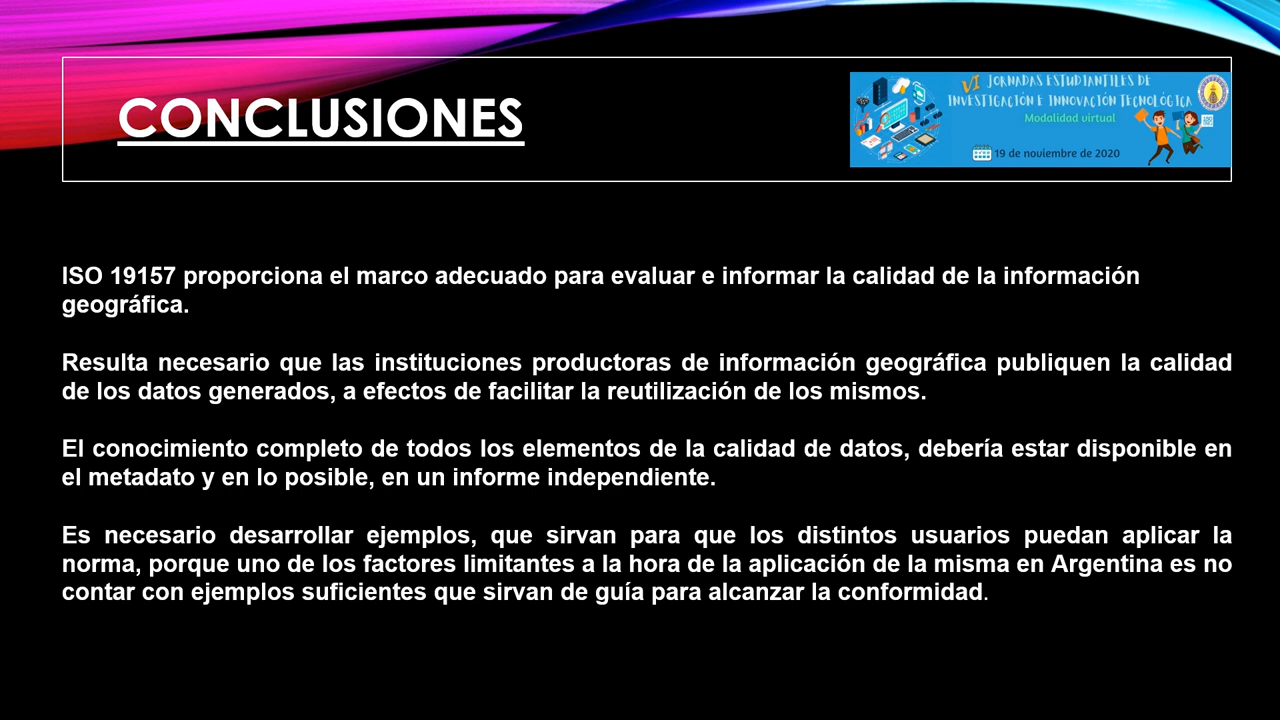 CONCLUSIONES
VI JORNADAS ESTUDIANTILES DE
INVESTIGACIÓN E INNOVACIÓN TECNOLÓGICA
Modalidad virtual
19 de noviembre de 2020
ISO 19157 proporciona el marco adecuado para evaluar e informar la calidad de la información
geográfica.
Resulta necesario que las instituciones productoras de información geográfica publiquen la calidad
de los datos generados, a efectos de facilitar la reutilización de los mismos.
El conocimiento completo de todos los elementos de la calidad de datos, debería estar disponible en
el metadato y en lo posible, en un informe independiente.
Es necesario desarrollar ejemplos, que sirvan para que los distintos usuarios puedan aplicar la
norma, porque uno de los factores limitantes a la hora de la aplicación de la misma en Argentina es no
contar con ejemplos suficientes que sirvan de guía para alcanzar la conformidad.